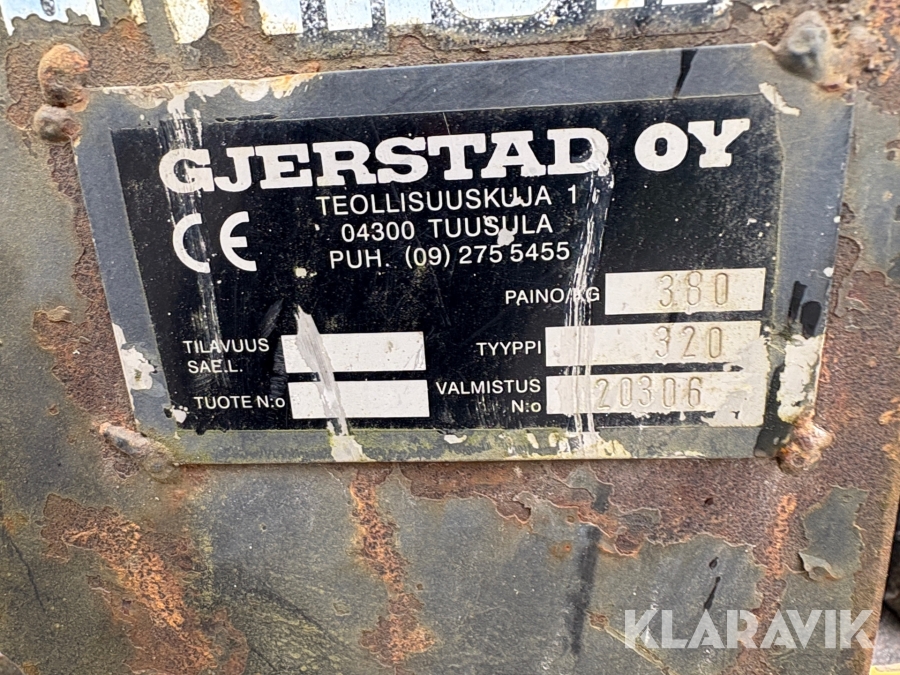 GJERSTAD OY
TEOLLISUUSKUJA 1
04300 TUUSULA
PUH. (09) 275 5455
CE
PAINO/KG 380
TILAVUUS SAE.L.
TYYPPI 320
TUOTE N:o
VALMISTUS N:o 20306
KLARAVIK